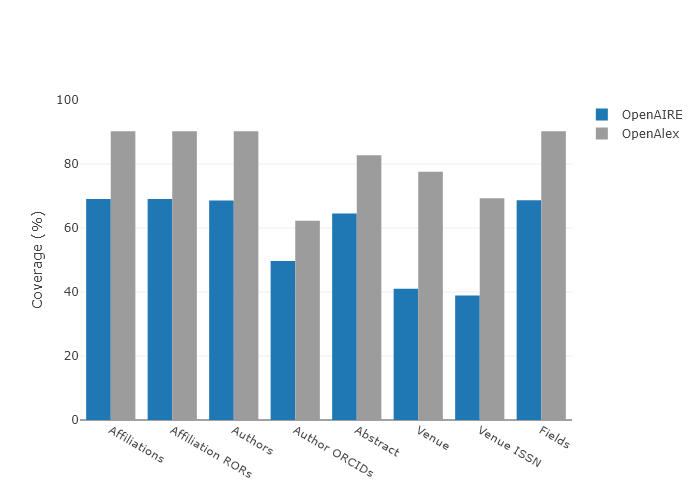 100
80
60
40
20
0
Coverage (%)
Affiliations
Affiliation RORs
Authors
Author ORCIDs
Abstract
Venue
Venue ISSN
Fields
OpenAIRE
OpenAlex